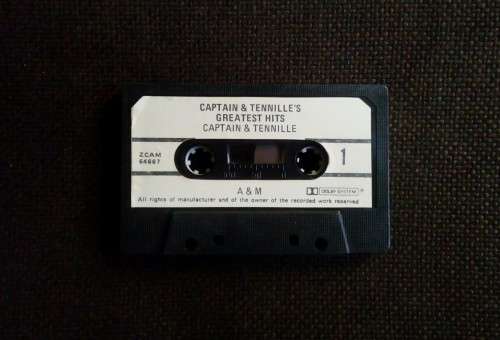 CAPTAIN & TENNILLE'S
GREATEST HITS
CAPTAIN & TENNILLE
ZCAM
64667
1
A & M
DOLBY SYSTEM
All rights of manufacturer and of the owner of the recorded work reserved